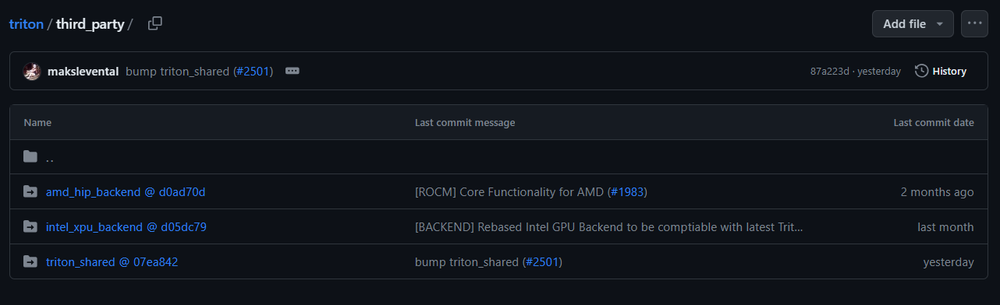 triton / third_party /
Add file
maksleventAl bump triton_shared (#2501)
87a223d · yesterday
History
Name Last commit message Last commit date
..
amd_hip_backend @ d0ad70d [ROCM] Core Functionality for AMD (#1983) 2 months ago
intel_xpu_backend @ d05dc79 [BACKEND] Rebased Intel GPU Backend to be comptiable with latest Trit... last month
triton_shared @ 07ea842 bump triton_shared (#2501) yesterday